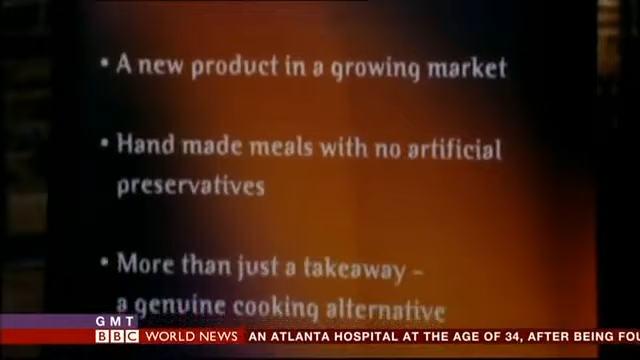 • A new product in a growing market
• Hand made meals with no artificial
preservatives
• More than just a takeaway –
a genuine cooking alternative
GMT
BBC WORLD NEWS AN ATLANTA HOSPITAL AT THE AGE OF 34, AFTER BEING FOU